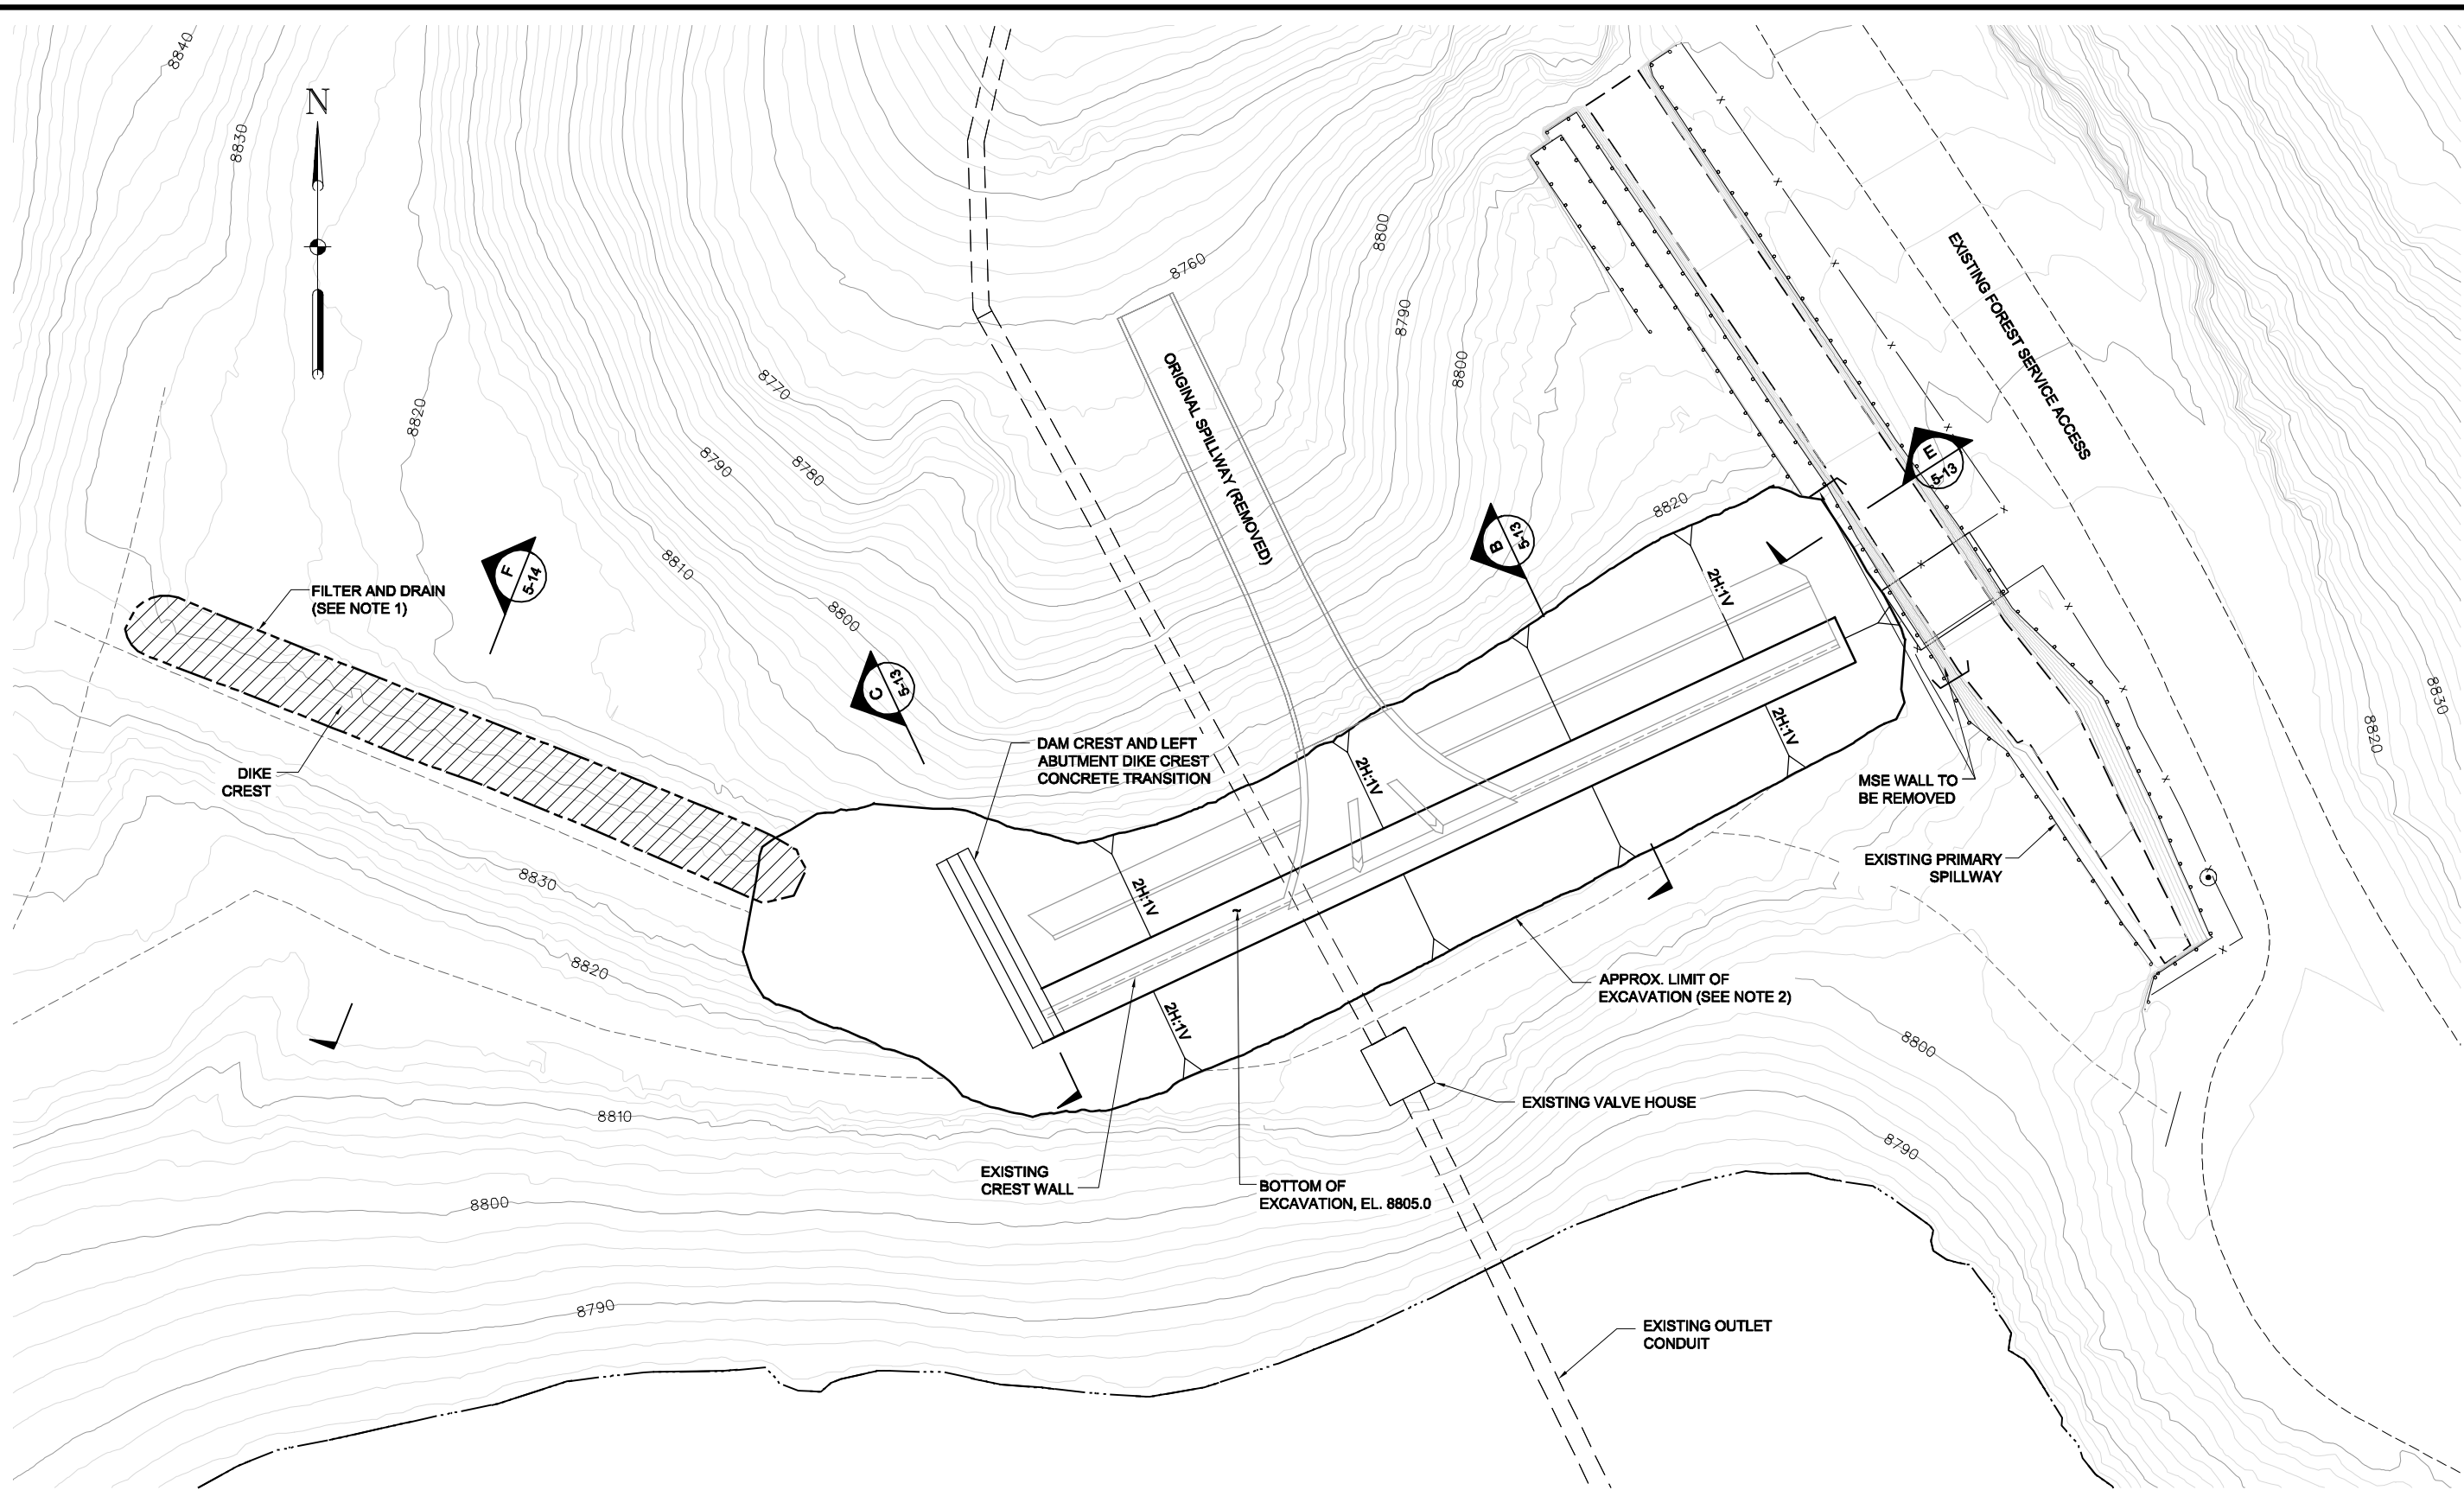 8840
N
8830
8820
8760
8800
8790
8800
EXISTING FOREST SERVICE ACCESS
ORIGINAL SPILLWAY (REMOVED)
8770
8790
8780
8810
8800
8820
E
5-13
B
5-13
F
5-14
C
5-13
FILTER AND DRAIN
(SEE NOTE 1)
2H:1V
2H:1V
2H:1V
2H:1V
2H:1V
DAM CREST AND LEFT
ABUTMENT DIKE CREST
CONCRETE TRANSITION
DIKE
CREST
8830
8820
8830
8820
MSE WALL TO
BE REMOVED
EXISTING PRIMARY
SPILLWAY
APPROX. LIMIT OF
EXCAVATION (SEE NOTE 2)
8800
8790
8810
EXISTING VALVE HOUSE
EXISTING
CREST WALL
BOTTOM OF
EXCAVATION, EL. 8805.0
8800
8790
EXISTING OUTLET
CONDUIT